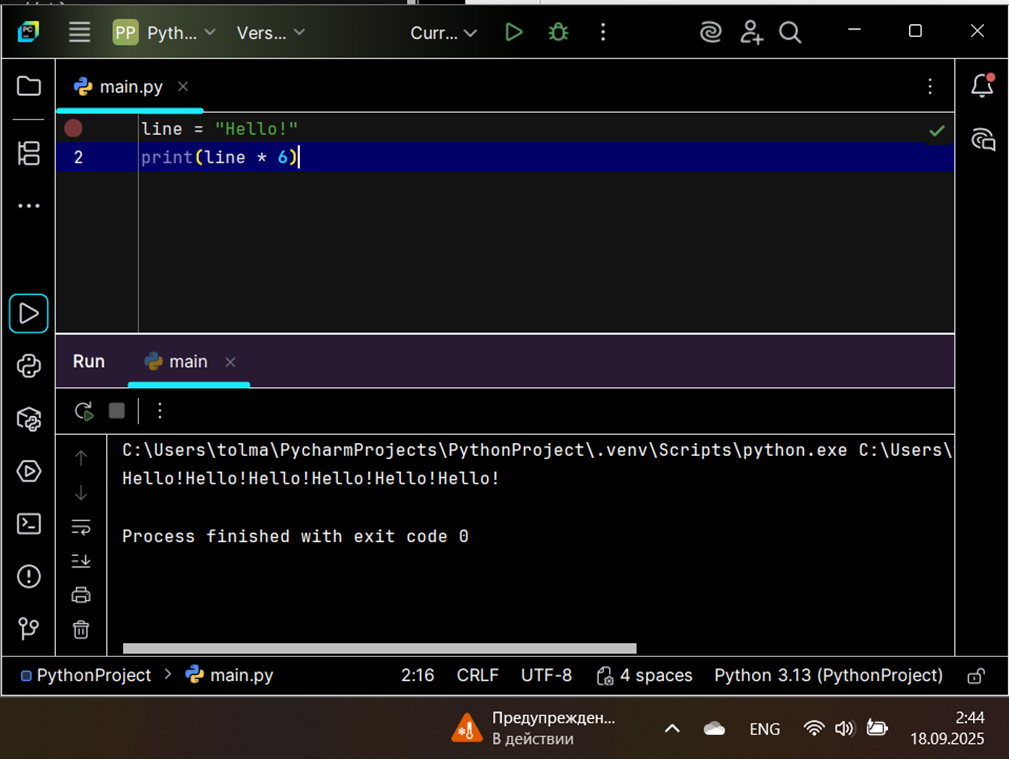 PC
PP Pyth... Vers... Curr...
main.py
line = "Hello!"
2 print(line * 6)
Run main
C:\Users\tolma\PycharmProjects\PythonProject\.venv\Scripts\python.exe C:\Users\
Hello!Hello!Hello!Hello!Hello!Hello!
Process finished with exit code 0
PythonProject > main.py 2:16 CRLF UTF-8 4 spaces Python 3.13 (PythonProject)
Предупрежден...
В действии
ENG
2:44
18.09.2025